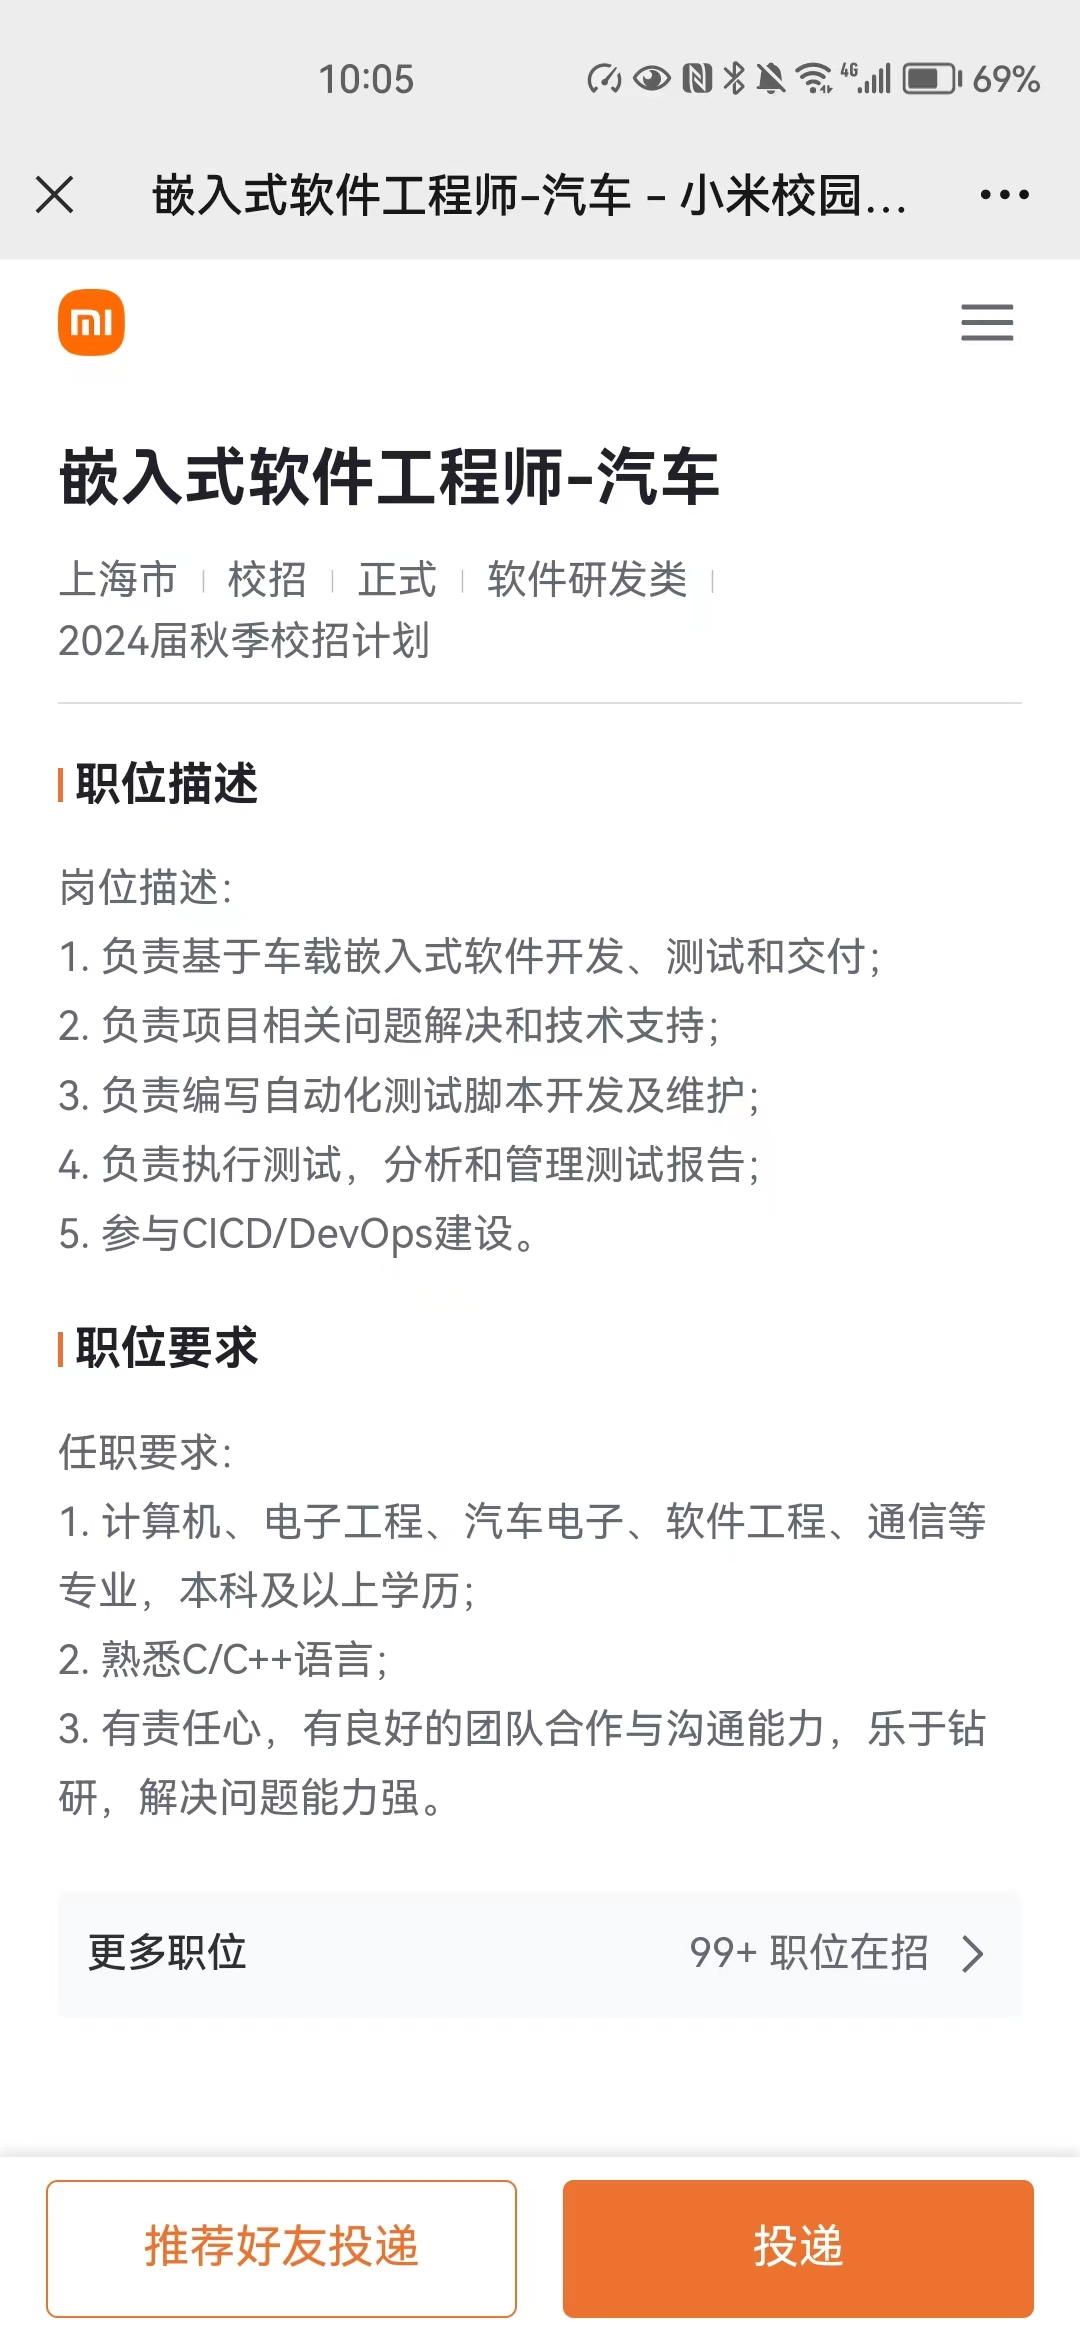 10:05
4G
69%
嵌入式软件工程师-汽车 - 小米校园...
mi
嵌入式软件工程师-汽车
上海市 | 校招 | 正式 | 软件研发类 |
2024届秋季校招计划
职位描述
岗位描述:
1. 负责基于车载嵌入式软件开发、测试和交付;
2. 负责项目相关问题解决和技术支持;
3. 负责编写自动化测试脚本开发及维护;
4. 负责执行测试，分析和管理测试报告;
5. 参与CICD/DevOps建设。
职位要求
任职要求:
1. 计算机、电子工程、汽车电子、软件工程、通信等
专业，本科及以上学历;
2. 熟悉C/C++语言;
3. 有责任心，有良好的团队合作与沟通能力，乐于钻
研，解决问题能力强。
更多职位
99+ 职位在招
推荐好友投递
投递